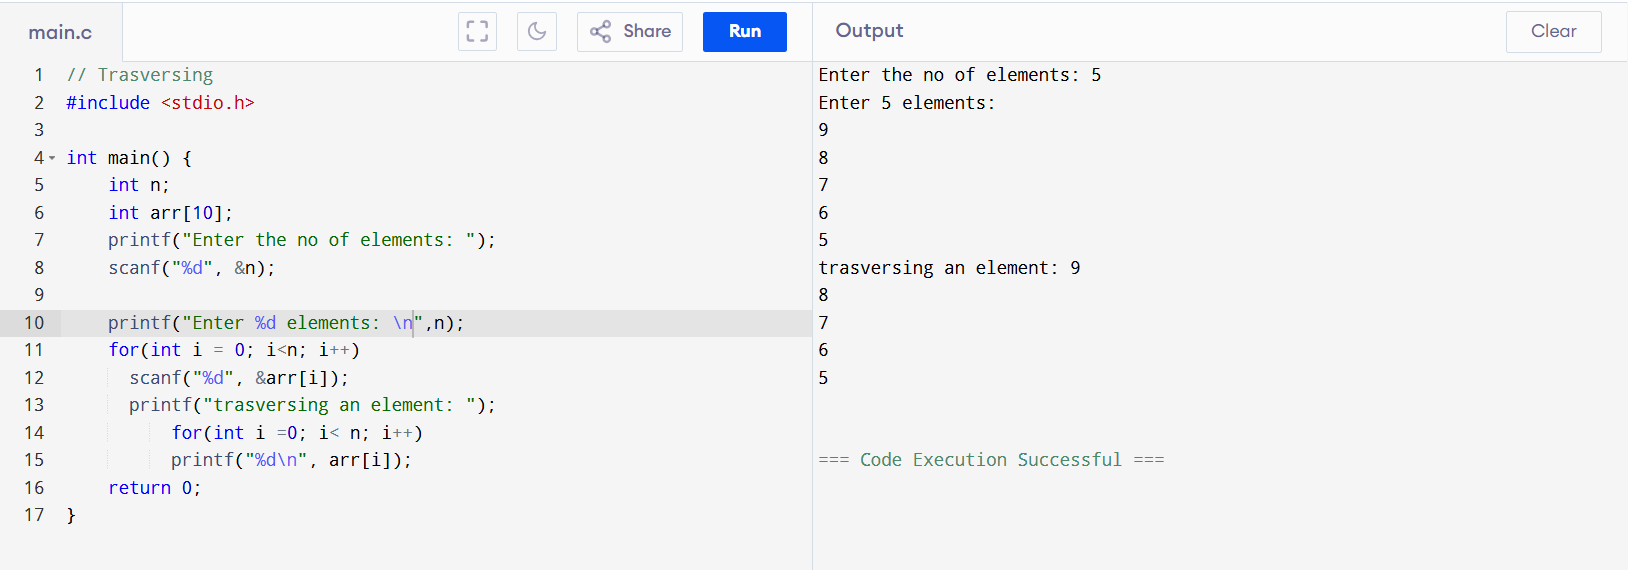 main.c
Share
Run
Output
Clear
1 // Trasversing
2 #include <stdio.h>
3
4 int main() {
5     int n;
6     int arr[10];
7     printf("Enter the no of elements: ");
8     scanf("%d", &n);
9
10     printf("Enter %d elements: \n",n);
11     for(int i = 0; i<n; i++)
12       scanf("%d", &arr[i]);
13       printf("trasversing an element: ");
14           for(int i =0; i< n; i++)
15           printf("%d\n", arr[i]);
16     return 0;
17 }
Enter the no of elements: 5
Enter 5 elements:
9
8
7
6
5
trasversing an element: 9
8
7
6
5
=== Code Execution Successful ===